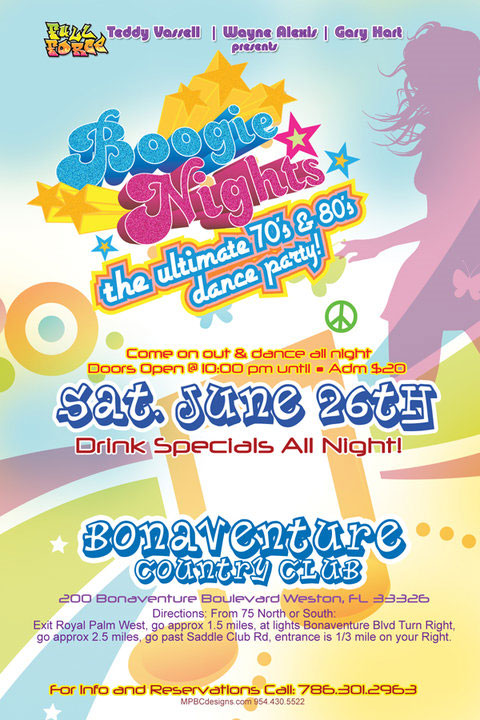 FULL FORCE
Teddy Vassell | Wayne Alexis | Gary Hart
presents
Boogie
Nights
the ultimate 70's & 80's
dance party!
Come on out & dance all night
Doors Open @ 10:00 pm until • Adm $20
Sat. June 26th
Drink Specials All Night!
Bonaventure
Country Club
200 Bonaventure Boulevard Weston, FL 33326
Directions: From 75 North or South:
Exit Royal Palm West, go approx 1.5 miles, at lights Bonaventure Blvd Turn Right,
go approx 2.5 miles, go past Saddle Club Rd, entrance is 1/3 mile on your Right.
For Info and Reservations Call: 786.301.2963
MPBCdesigns.com 954.430.5522